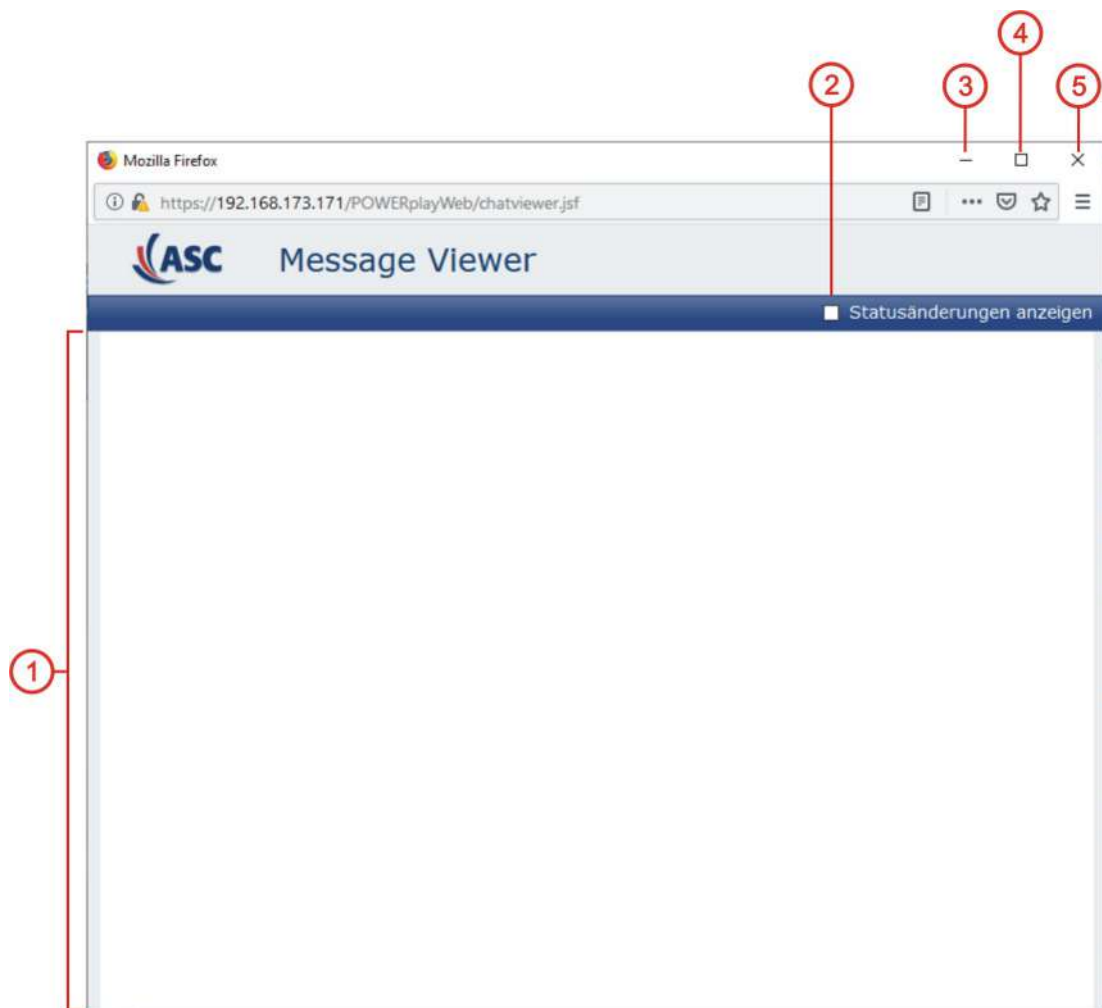 4
2
3
5
Mozilla Firefox
https://192.168.173.171/POWERplayWeb/chatviewer.jsf
ASC Message Viewer
Statusänderungen anzeigen
1